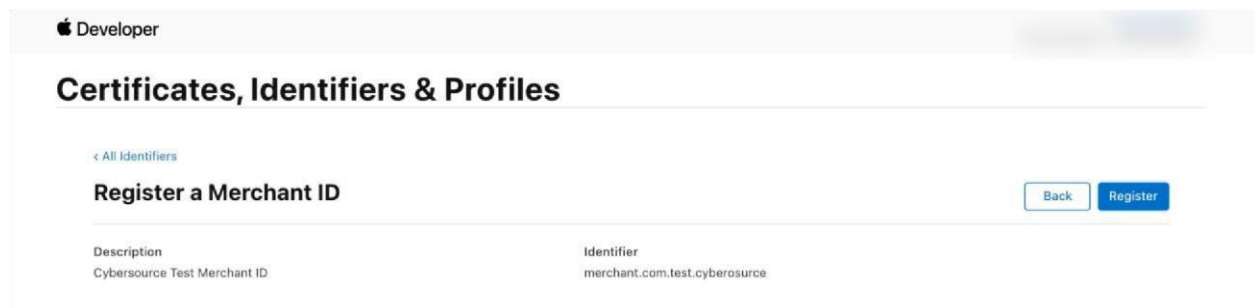 Developer
Certificates, Identifiers & Profiles
< All Identifiers
Register a Merchant ID
Back Register
Description Identifier
Cybersource Test Merchant ID merchant.com.test.cyberosurce